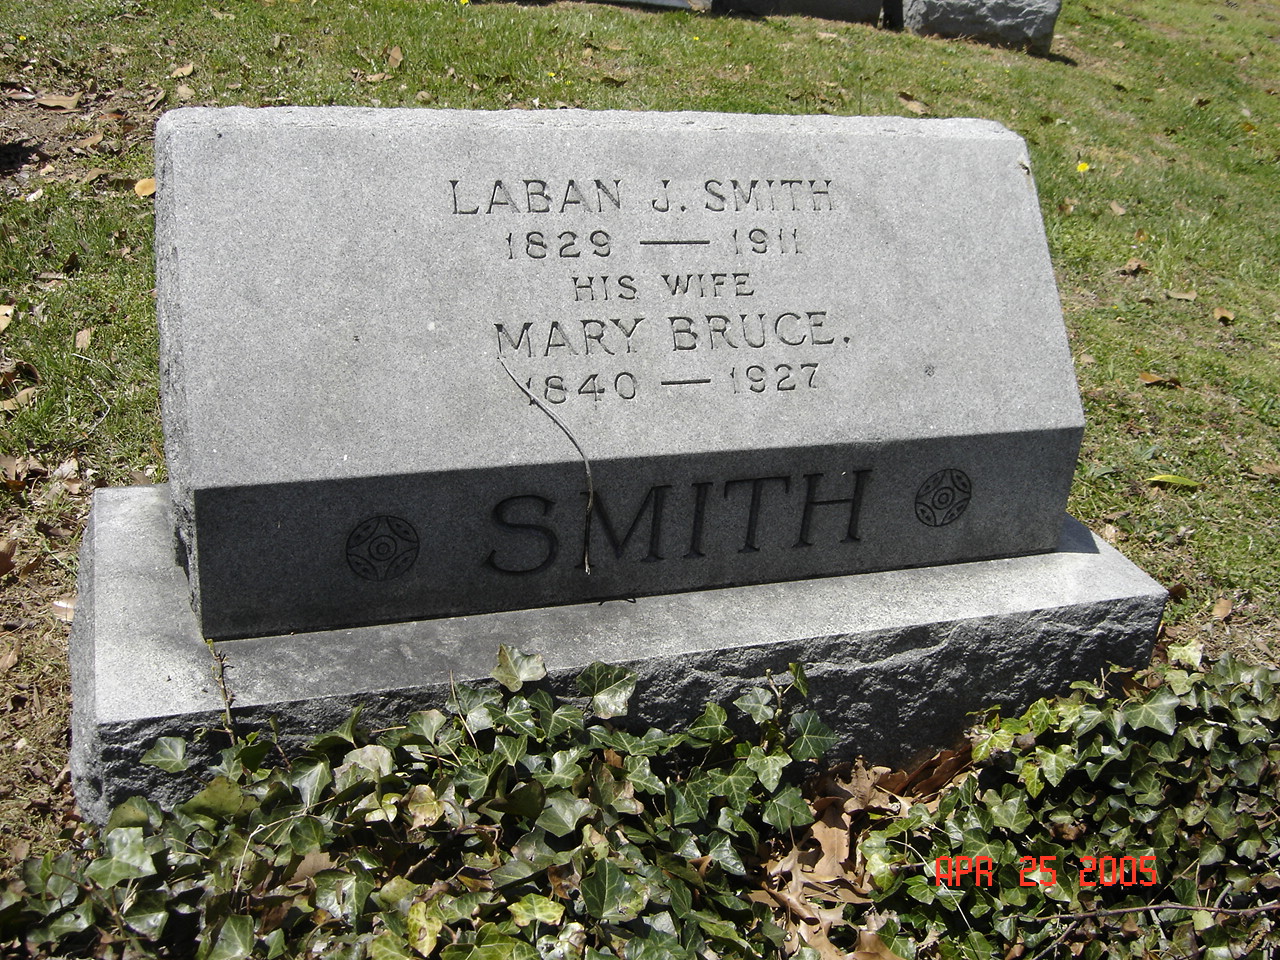 LABAN J. SMITH
1829 — 1911
HIS WIFE
MARY BRUCE.
1840 — 1927
SMITH
APR 25 2005